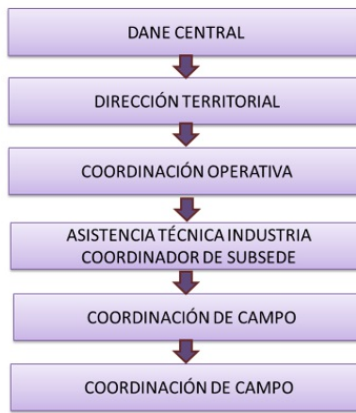 DANE CENTRAL
DIRECCIÓN TERRITORIAL
COORDINACIÓN OPERATIVA
ASISTENCIA TÉCNICA INDUSTRIA
COORDINADOR DE SUBSEDE
COORDINACIÓN DE CAMPO
COORDINACIÓN DE CAMPO